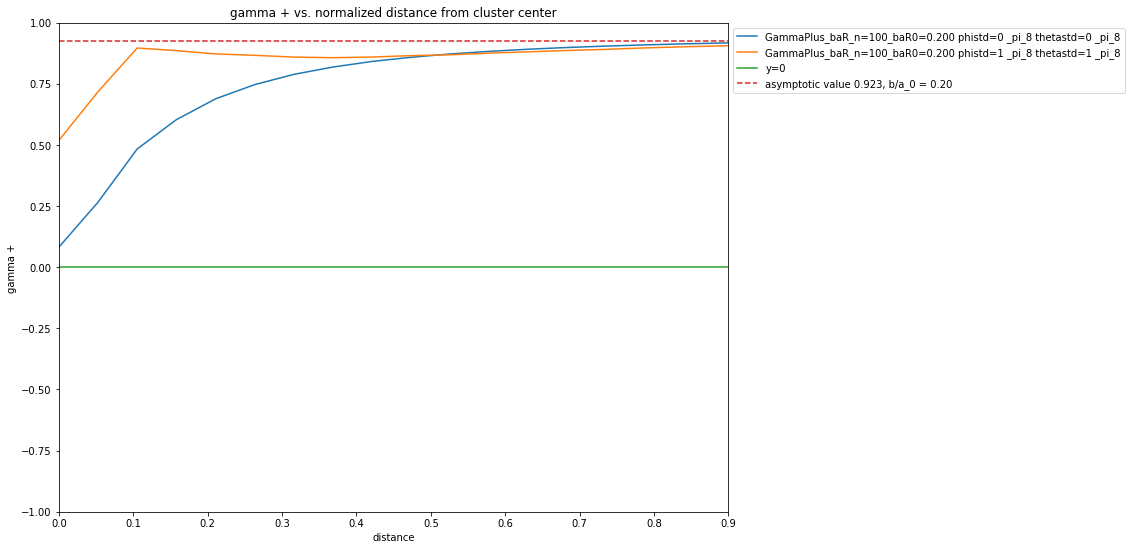 gamma + vs. normalized distance from cluster center
GammaPlus_baR_n=100_baR0=0.200 phistd=0 _pi_8 thetastd=0 _pi_8
GammaPlus_baR_n=100_baR0=0.200 phistd=1 _pi_8 thetastd=1 _pi_8
y=0
asymptotic value 0.923, b/a_0 = 0.20
gamma +
1.00
0.75
0.50
0.25
0.00
−0.25
−0.50
−0.75
−1.00
0.0 0.1 0.2 0.3 0.4 0.5 0.6 0.7 0.8 0.9
distance